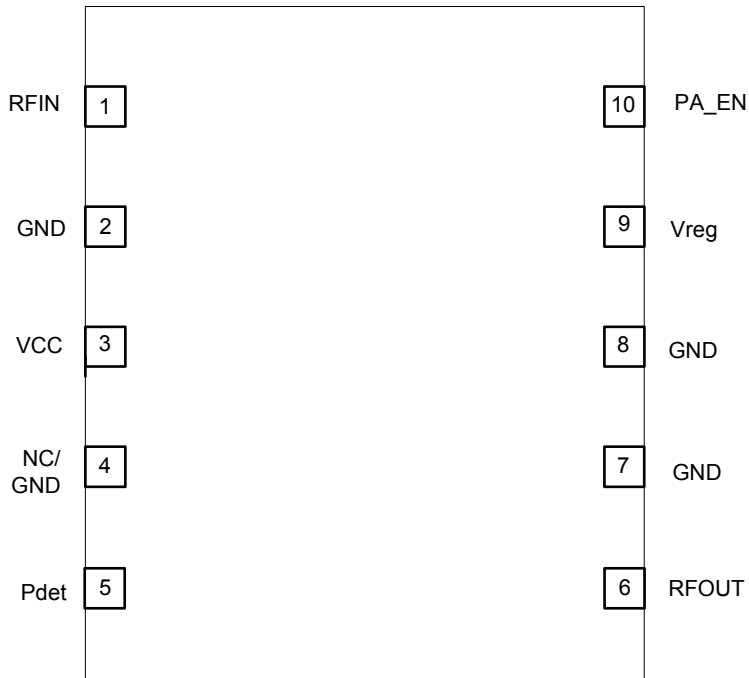 RFIN 1 10 PA_EN
GND 2 9 Vreg
VCC 3 8 GND
NC/
GND 4 7 GND
Pdet 5 6 RFOUT